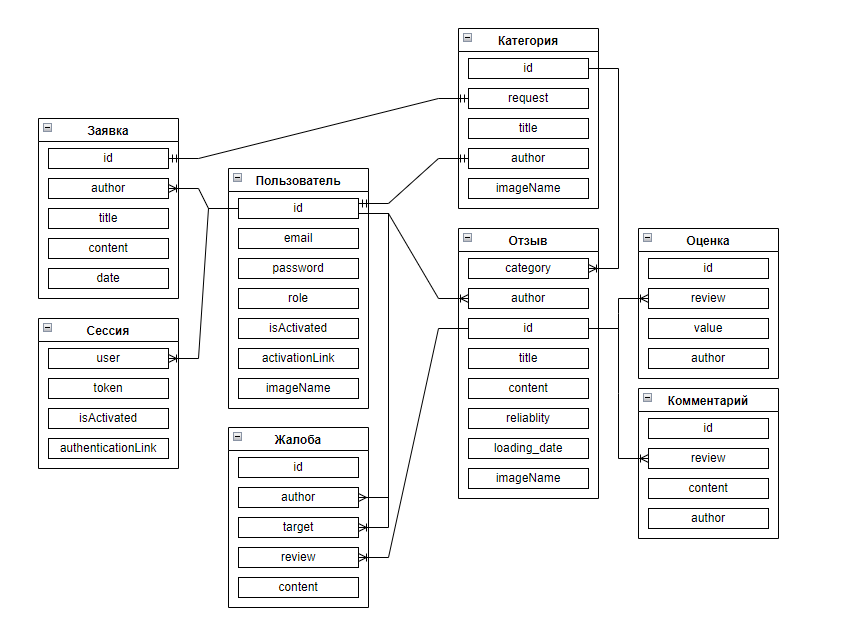 Категория
id
request
title
author
imageName
Заявка
id
author
title
content
date
Пользователь
id
email
password
role
isActivated
activationLink
imageName
Отзыв
category
author
id
title
content
reliablity
loading_date
imageName
Оценка
id
review
value
author
Сессия
user
token
isActivated
authenticationLink
Комментарий
id
review
content
author
Жалоба
id
author
target
review
content